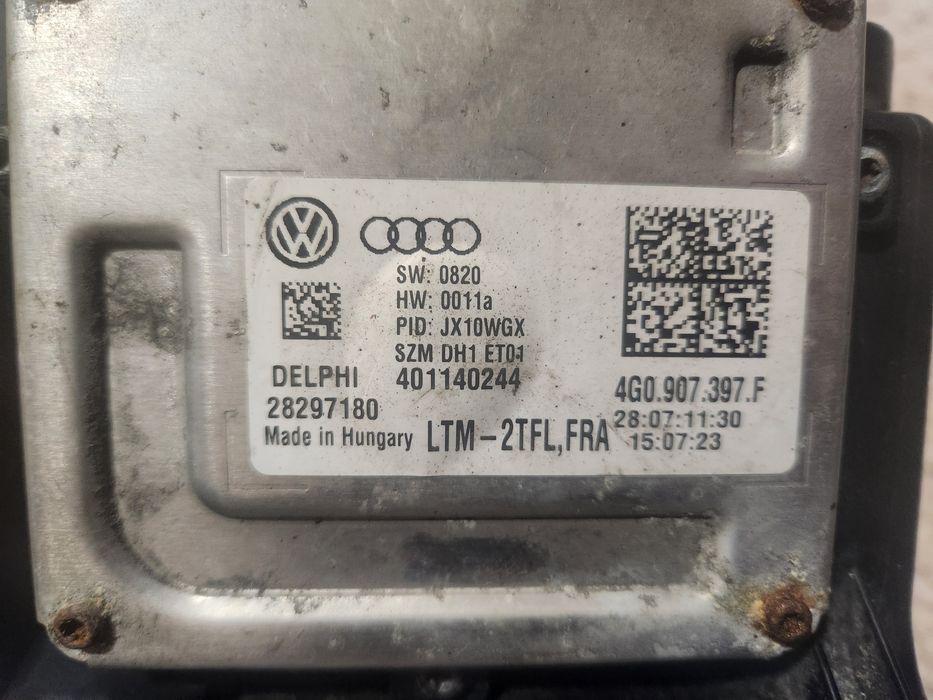 SW: 0820
HW: 0011a
PID: JX10WGX
SZM DH1 ET01
DELPHI 401140244
28297180
Made in Hungary LTM-2TFL,FRA
4G0.907.397.F
28:07:11:30
15:07:23